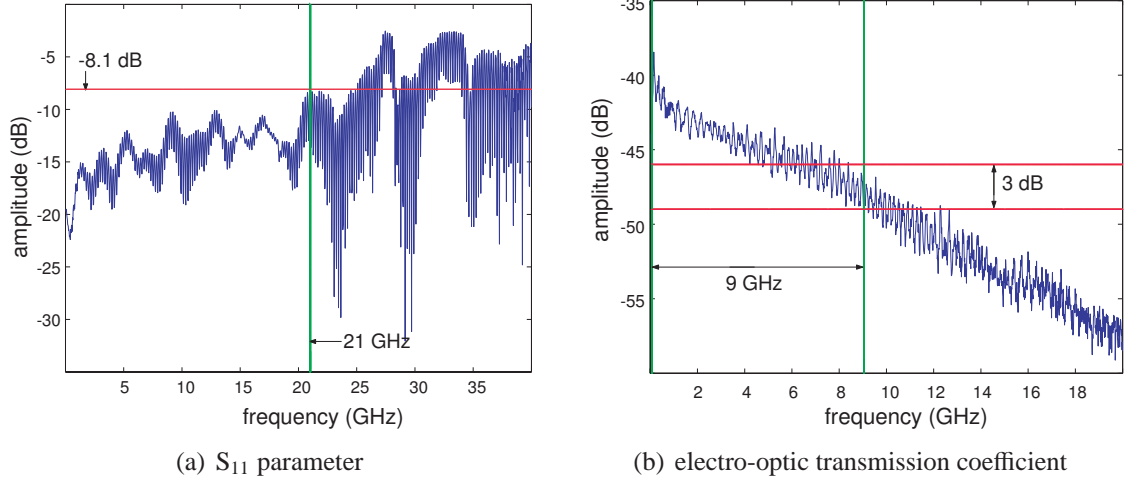 -5
-10
-15
-20
-25
-30
amplitude (dB)
-8.1 dB
21 GHz
5 10 15 20 25 30 35
frequency (GHz)
(a) S₁₁ parameter
-35
-40
-45
-50
-55
amplitude (dB)
3 dB
9 GHz
2 4 6 8 10 12 14 16 18
frequency (GHz)
(b) electro-optic transmission coefficient